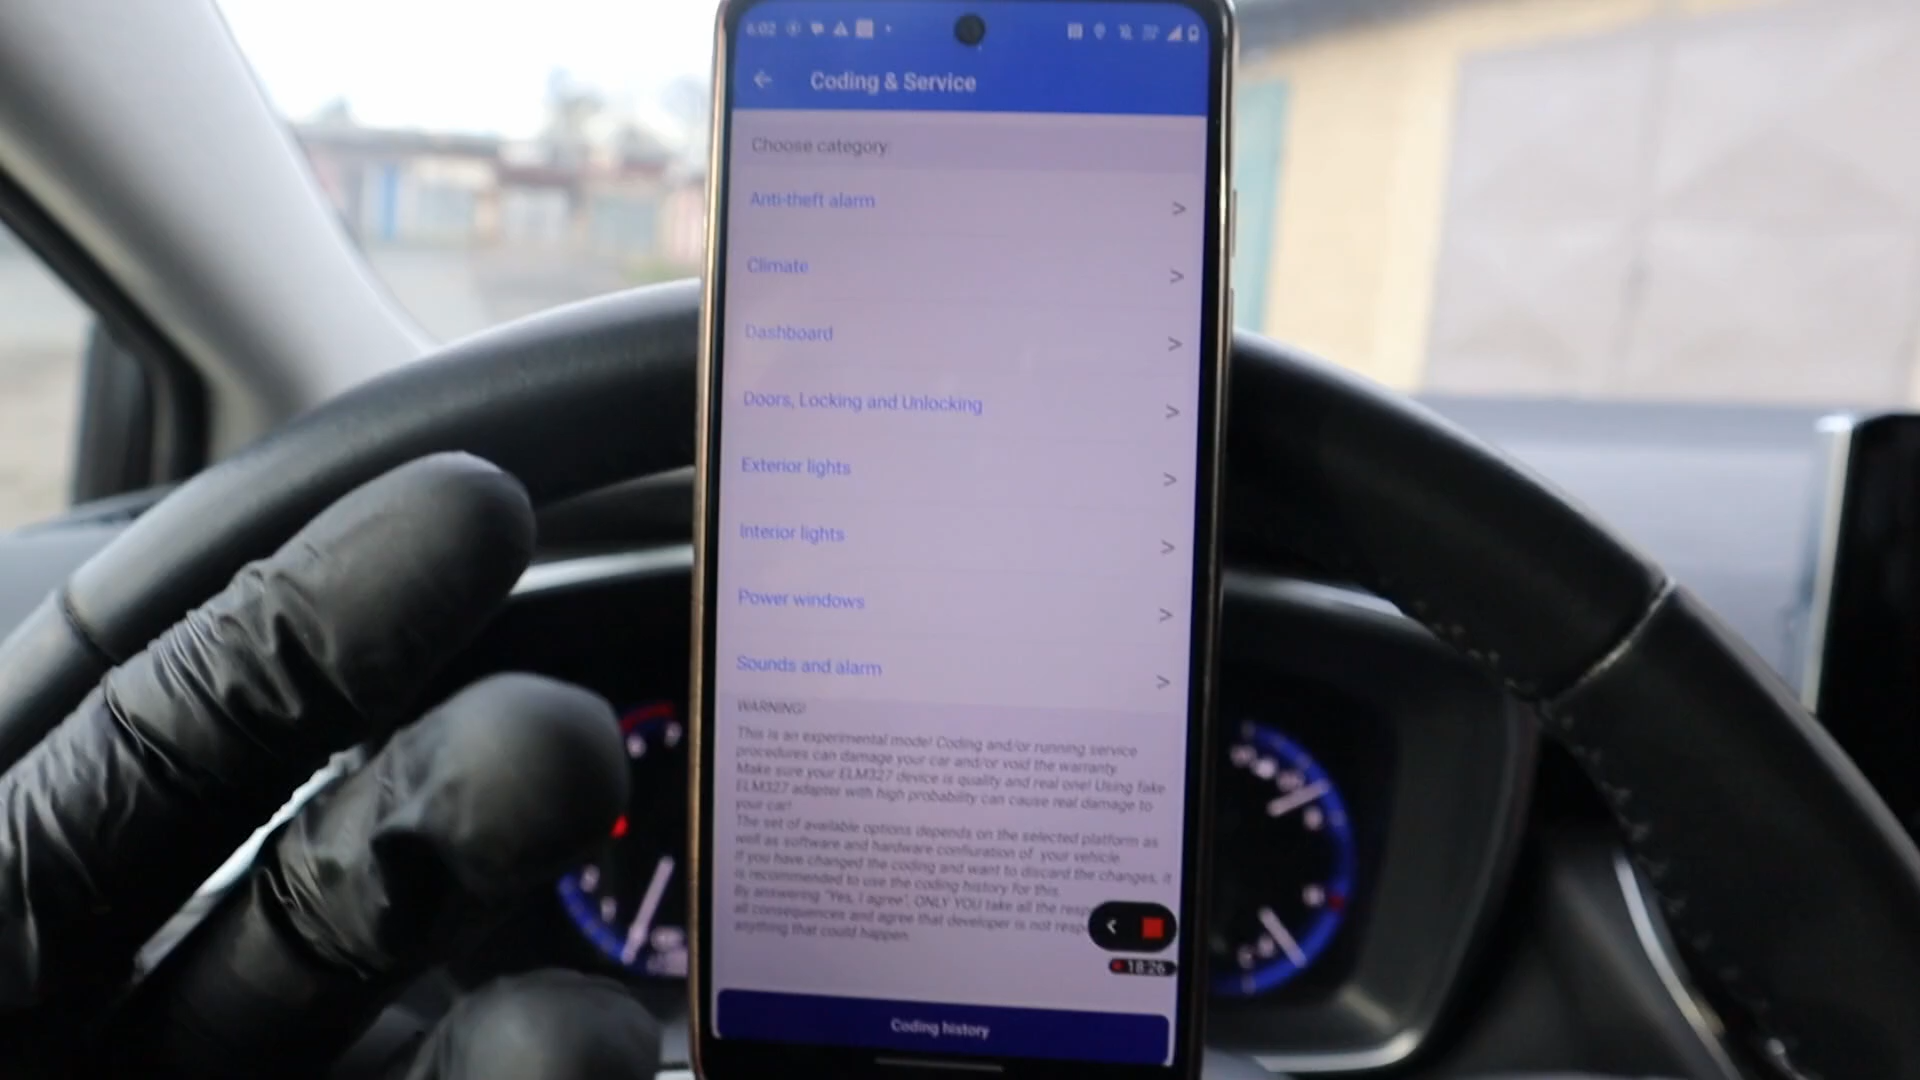 6:02
Coding & Service
Choose category
Anti-theft alarm
Climate
Dashboard
Doors, Locking and Unlocking
Exterior lights
Interior lights
Power windows
Sounds and alarm
WARNING!
This is an experimental mode! Coding and/or running service
procedures can damage your car and/or void the warranty.
Make sure your ELM327 device is quality and real one! Using fake
ELM327 adapter with high probability can cause real damage to
your car!
The set of available options depends on the selected platform as
well as software and hardware confiuration of your vehicle.
If you have changed the coding and want to discard the changes, it
is recommended to use the coding history for this.
By answering "Yes, I agree", ONLY YOU take all the resp
all consequences and agree that developer is not resp
anything that could happen.
18:26
Coding history